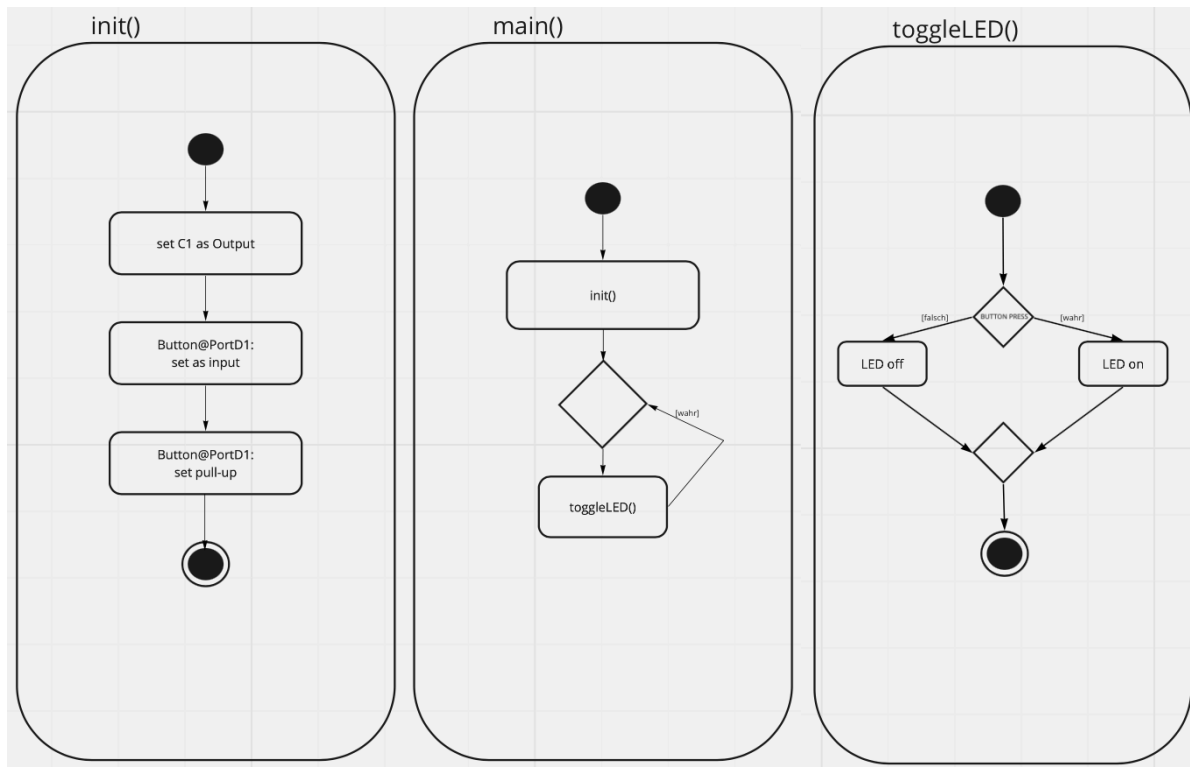 init()
set C1 as Output
Button@PortD1:
set as input
Button@PortD1:
set pull-up
main()
init()
[wahr]
toggleLED()
toggleLED()
BUTTON PRESS
[falsch]
[wahr]
LED off
LED on